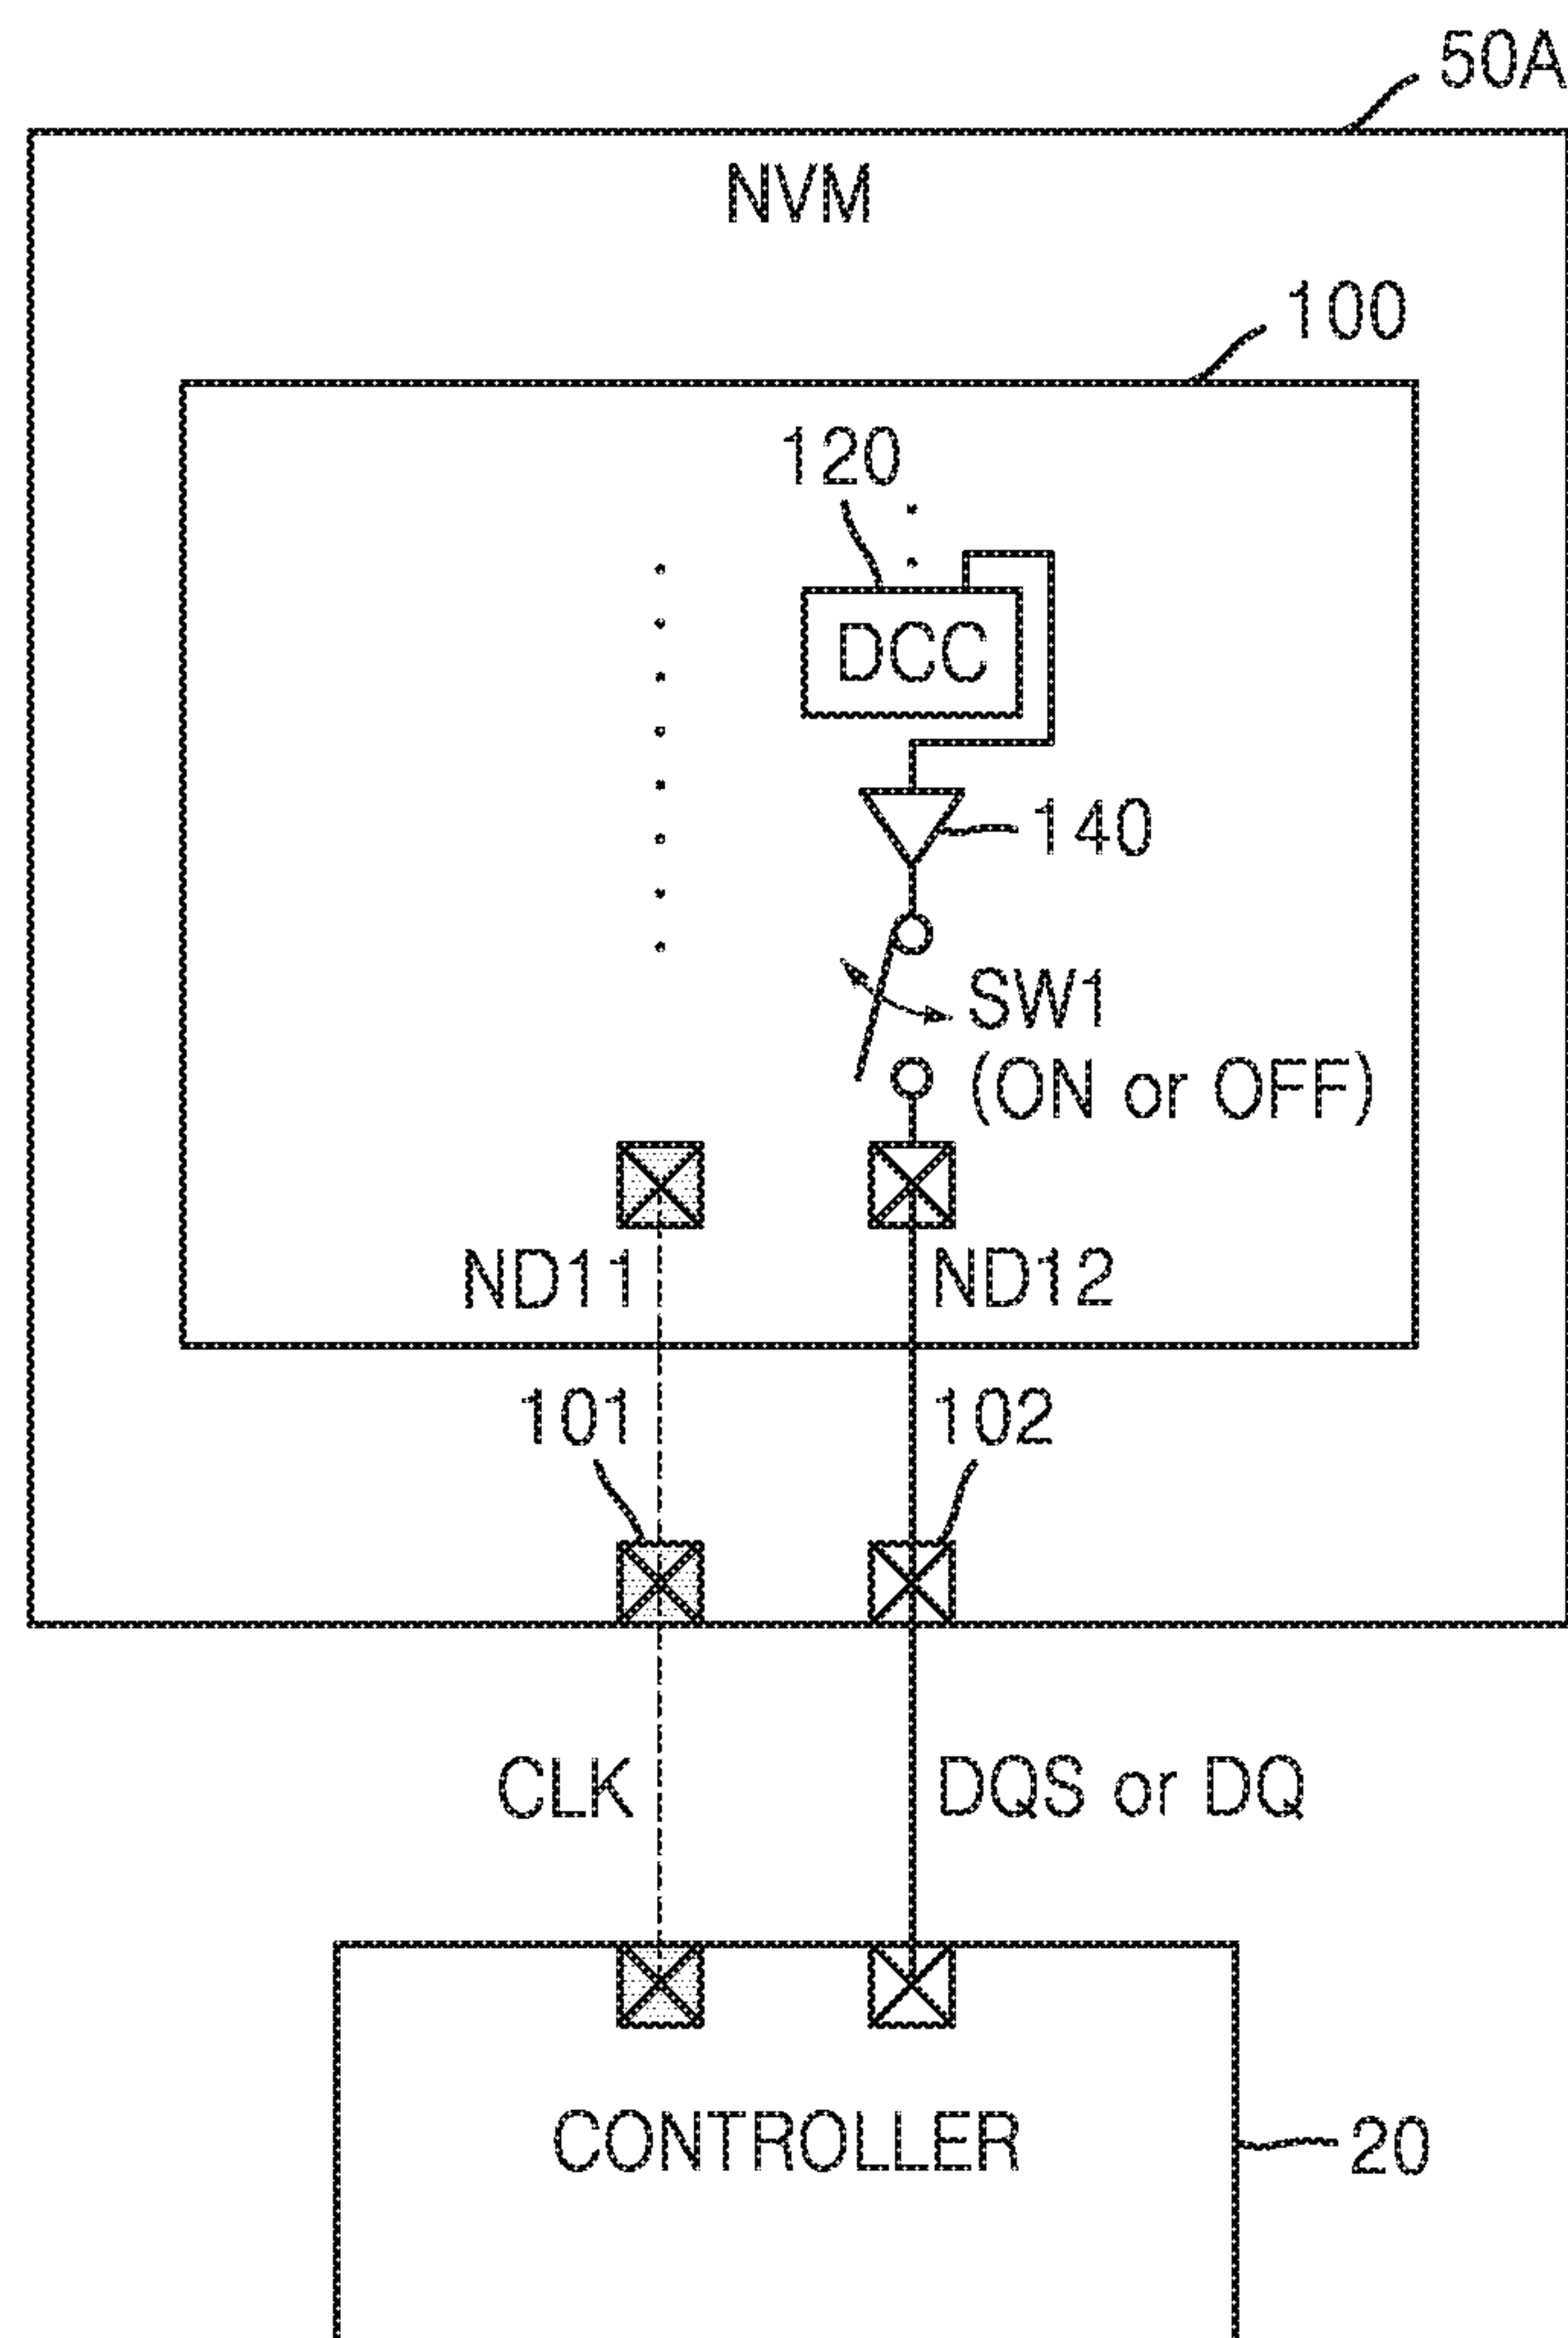 50A
NVM
100
120
DCC
140
SW1
(ON or OFF)
ND11
ND12
101
102
CLK
DQS or DQ
CONTROLLER
20